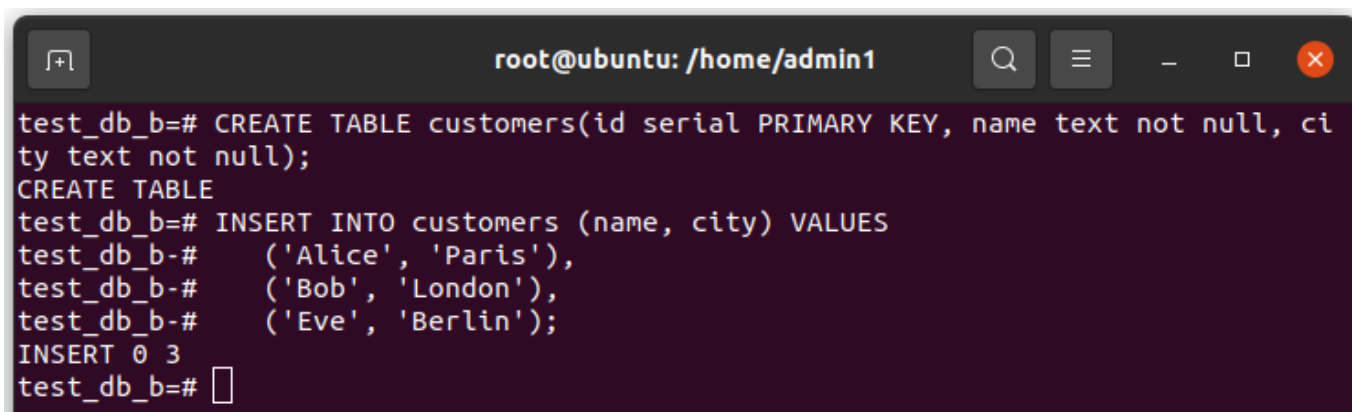 root@ubuntu: /home/admin1
test_db_b=# CREATE TABLE customers(id serial PRIMARY KEY, name text not null, ci
ty text not null);
CREATE TABLE
test_db_b=# INSERT INTO customers (name, city) VALUES
test_db_b-#   ('Alice', 'Paris'),
test_db_b-#   ('Bob', 'London'),
test_db_b-#   ('Eve', 'Berlin');
INSERT 0 3
test_db_b=#